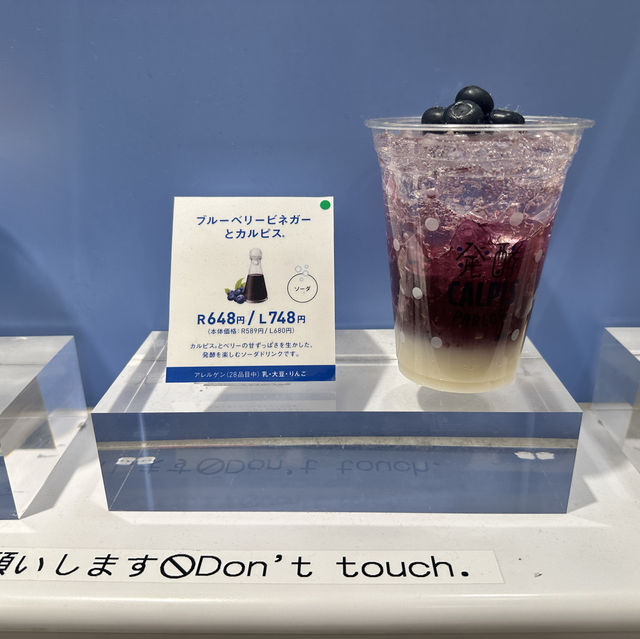 ブルーベリービネガー
とカルピス®
ソーダ
R648円/L748円
(本体価格:R589円/L680円)
カルピス®とベリーの甘ずっぱさを生かした、
発酵を楽しむソーダドリンクです。
アレルゲン(28品目中)乳・大豆・りんご
発酵
CALPIS
願いします🚫Don't touch.